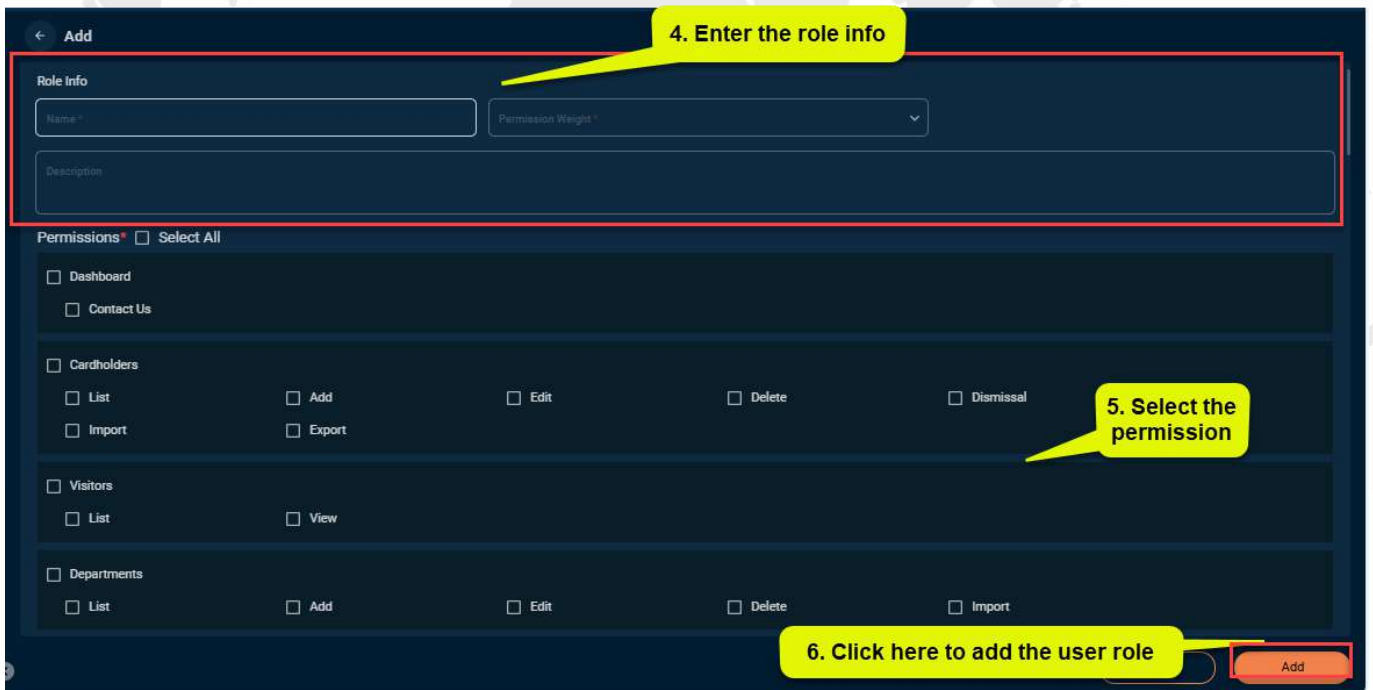 Add
4. Enter the role info
Role Info
Name *
Permission Weight *
Description
Permissions* Select All
Dashboard
Contact Us
Cardholders
List Add Edit Delete Dismissal
Import Export
5. Select the
permission
Visitors
List View
Departments
List Add Edit Delete Import
6. Click here to add the user role
Add